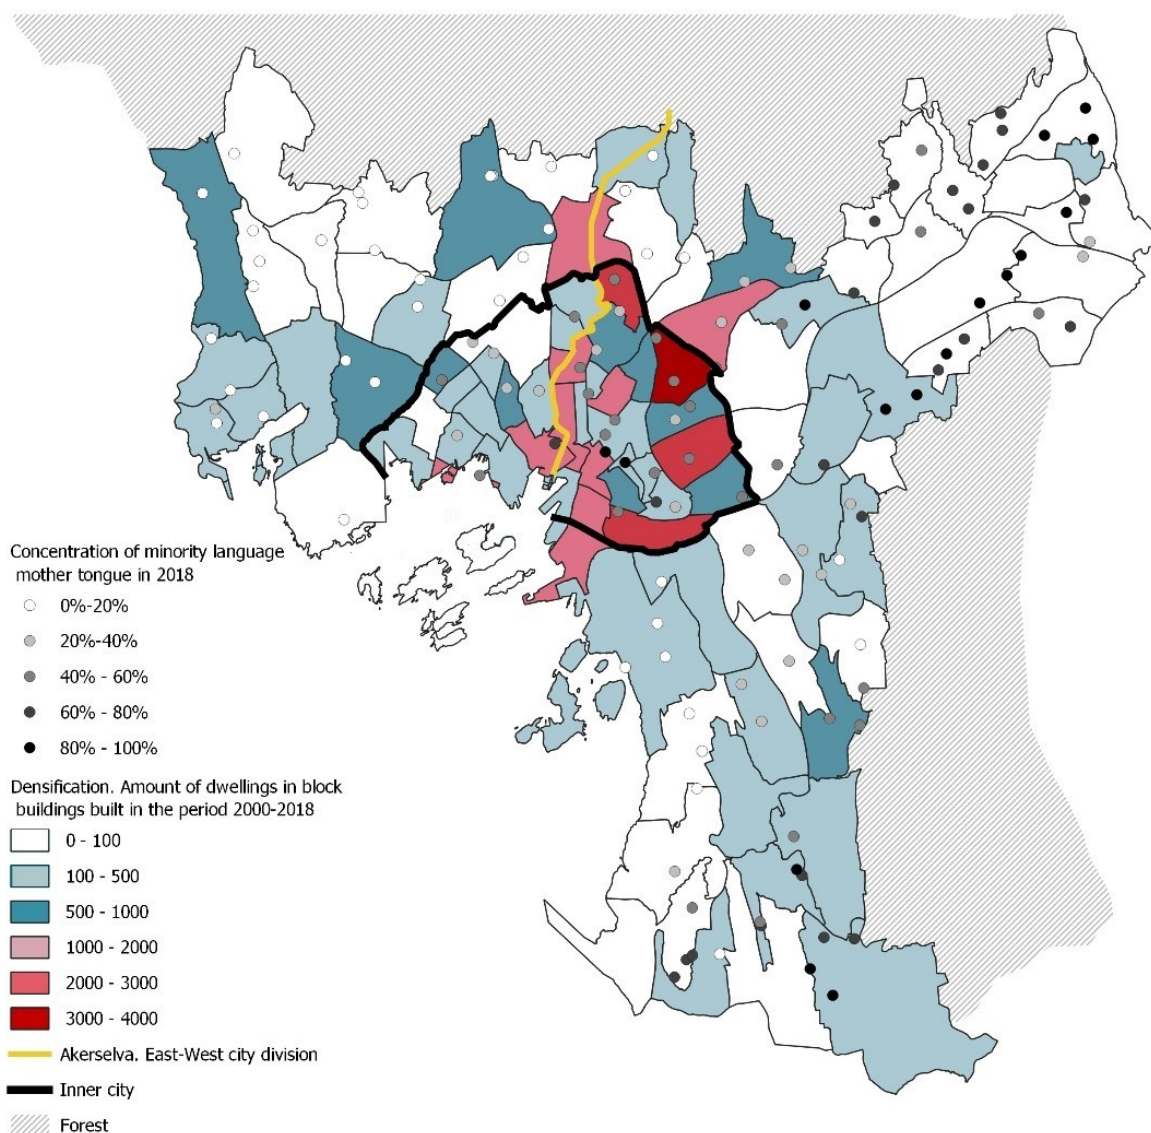 Concentration of minority language
mother tongue in 2018
0%-20%
20%-40%
40% - 60%
60% - 80%
80% - 100%
Densification. Amount of dwellings in block
buildings built in the period 2000-2018
0 - 100
100 - 500
500 - 1000
1000 - 2000
2000 - 3000
3000 - 4000
Akerselva. East-West city division
Inner city
Forest